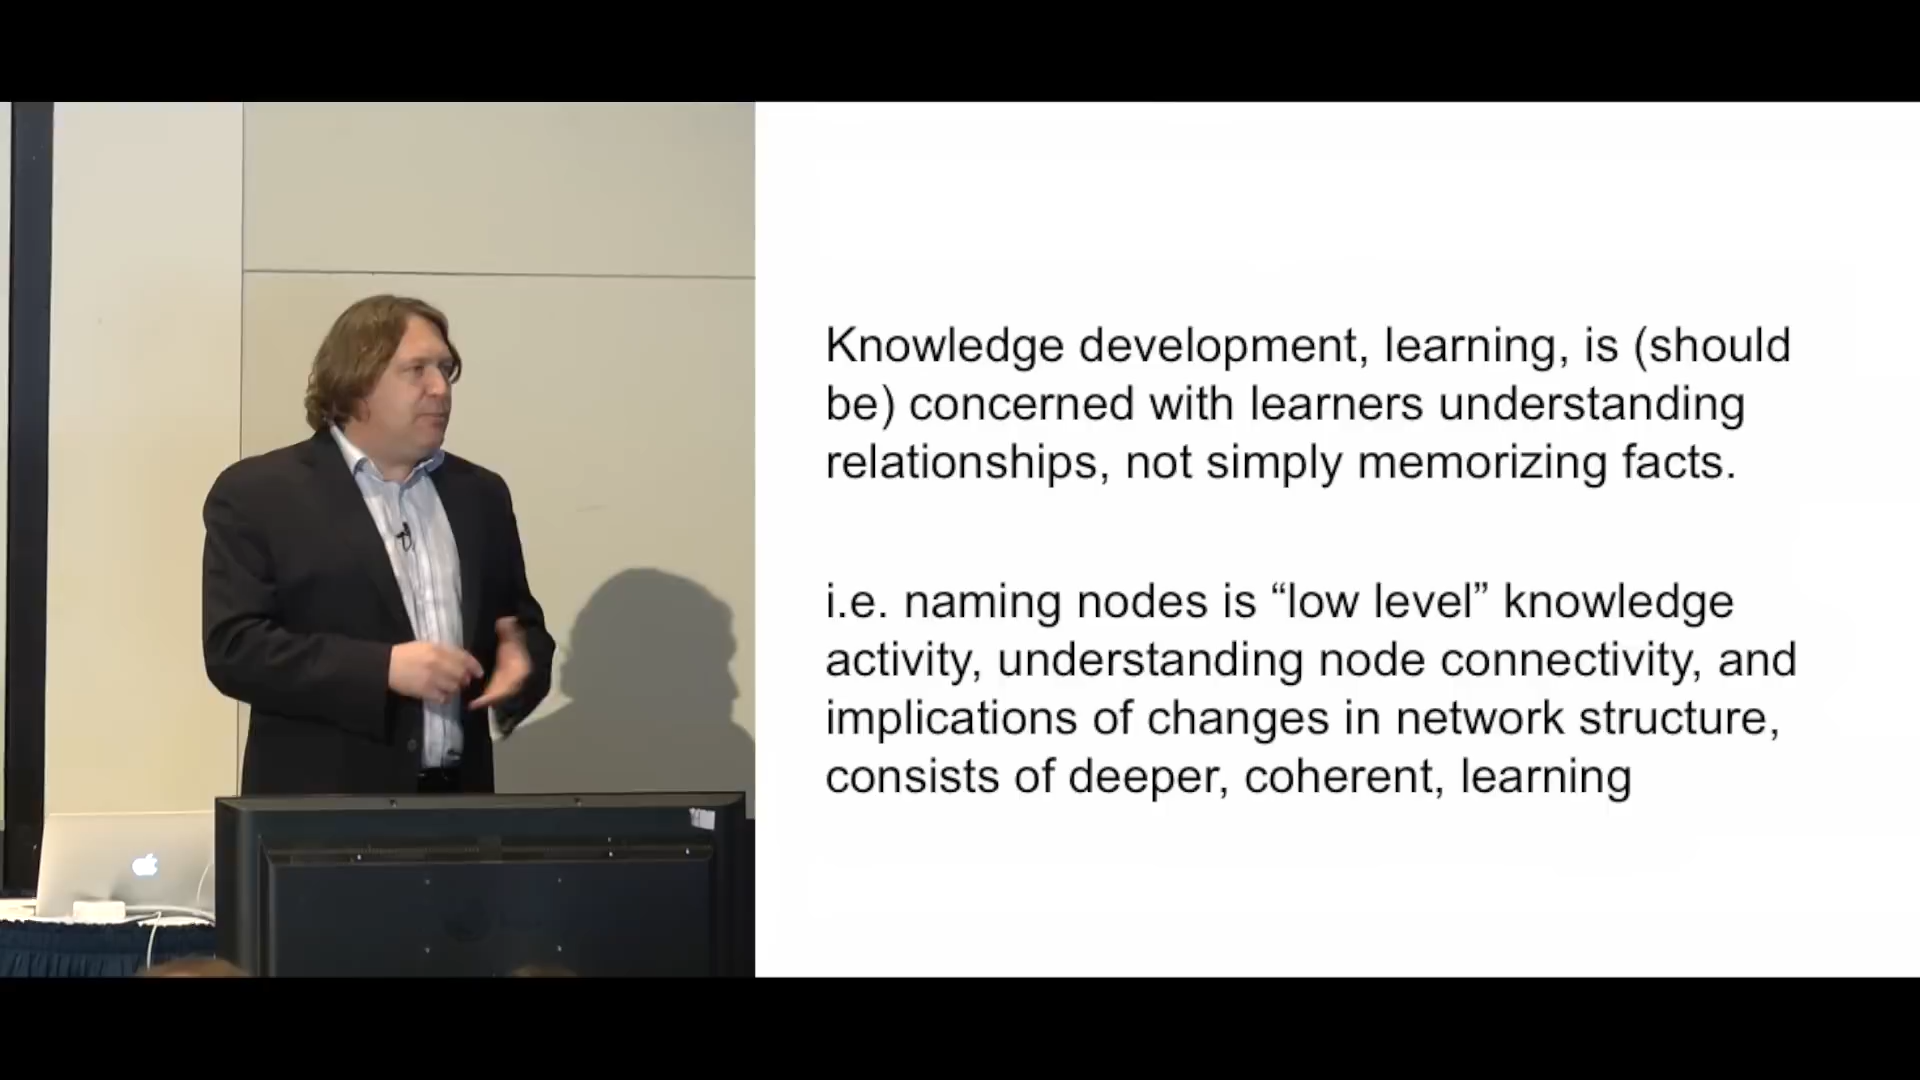 Knowledge development, learning, is (should
be) concerned with learners understanding
relationships, not simply memorizing facts.
i.e. naming nodes is “low level” knowledge
activity, understanding node connectivity, and
implications of changes in network structure,
consists of deeper, coherent, learning